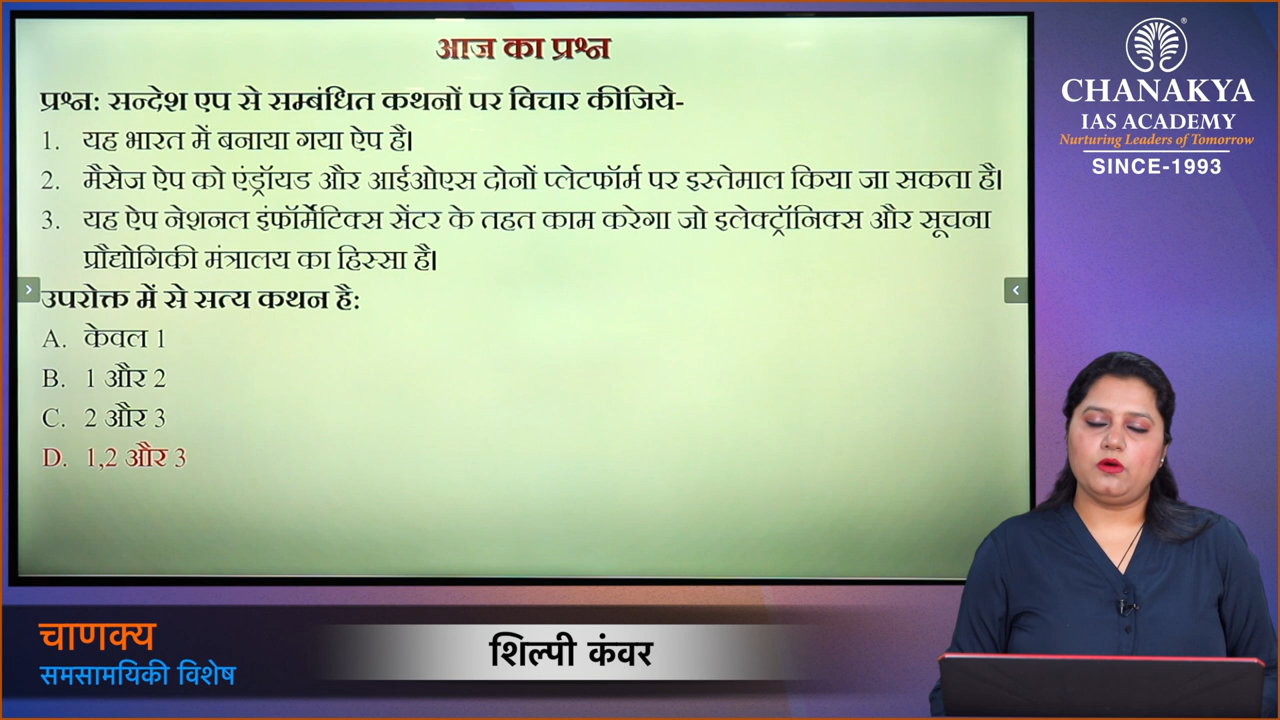 आज का प्रश्न
प्रश्न: सन्देश एप से सम्बंधित कथनों पर विचार कीजिये-
1. यह भारत में बनाया गया ऐप है।
2. मैसेज ऐप को एंड्रॉयड और आईओएस दोनों प्लेटफॉर्म पर इस्तेमाल किया जा सकता है।
3. यह ऐप नेशनल इंफॉर्मेटिक्स सेंटर के तहत काम करेगा जो इलेक्ट्रॉनिक्स और सूचना
प्रौद्योगिकी मंत्रालय का हिस्सा है।
उपरोक्त में से सत्य कथन है:
A. केवल 1
B. 1 और 2
C. 2 और 3
D. 1,2 और 3
CHANAKYA
IAS ACADEMY
Nurturing Leaders of Tomorrow
SINCE-1993
चाणक्य
समसामयिकी विशेष
शिल्पी कंवर